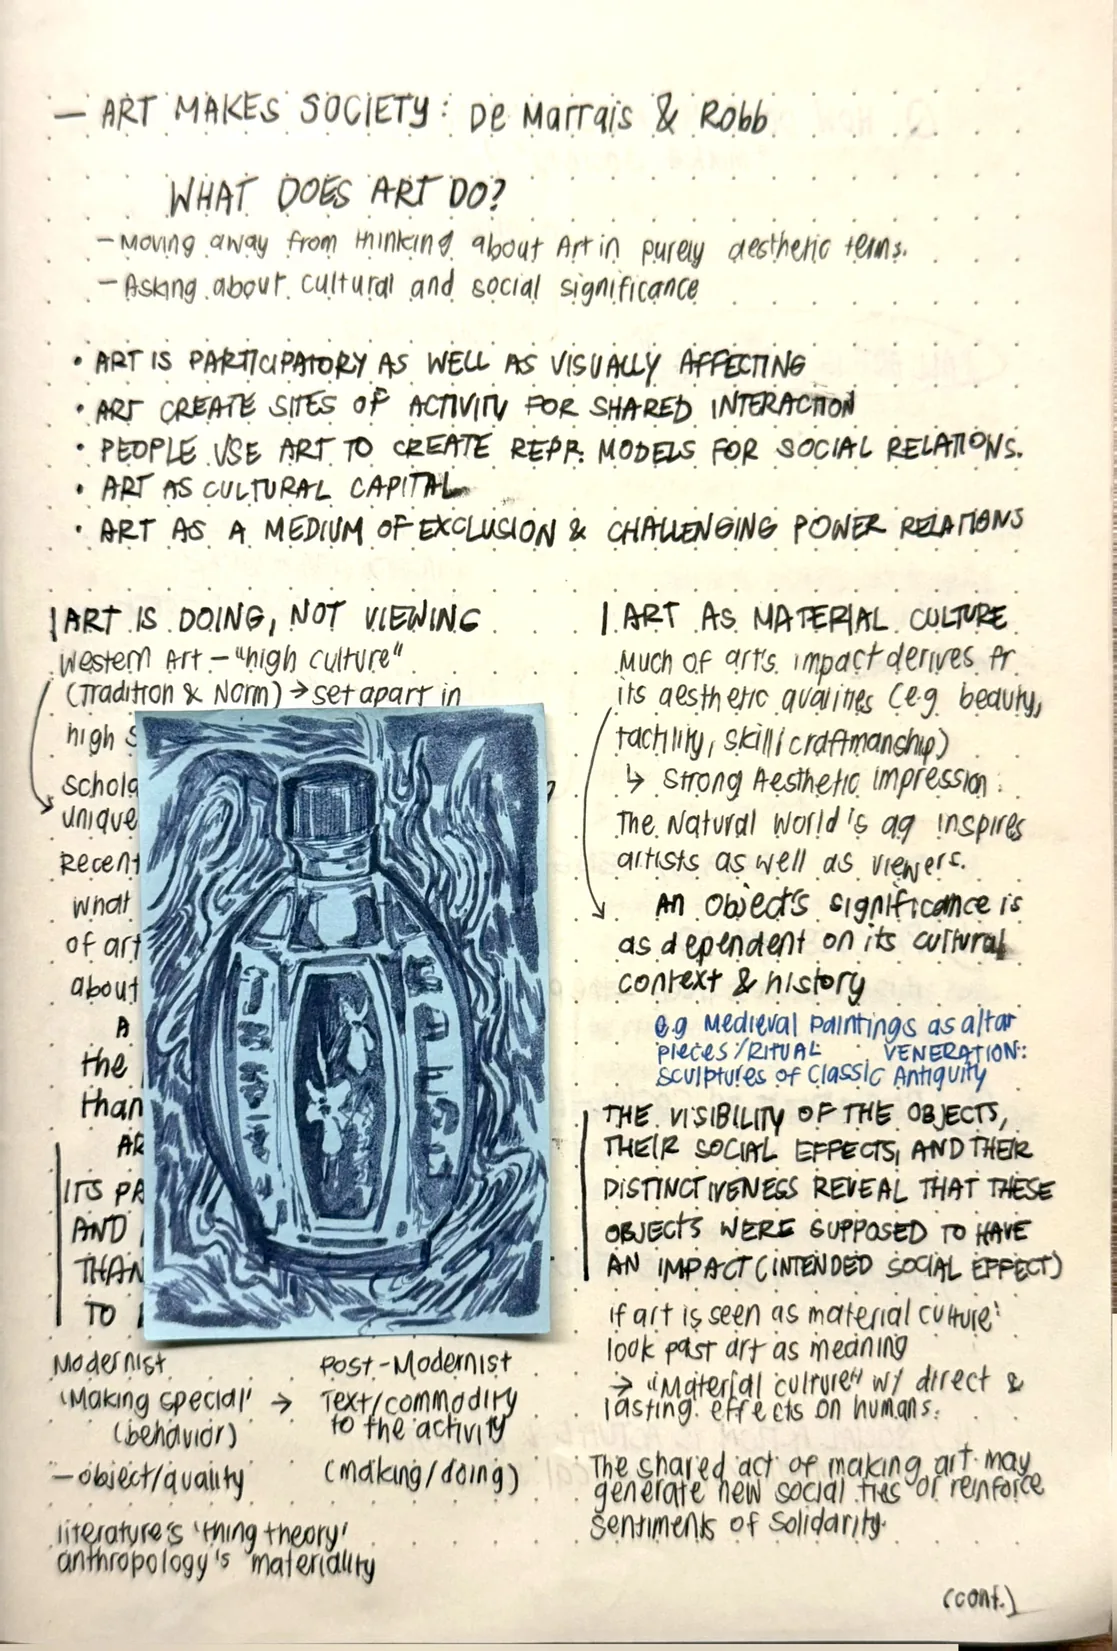 — ART MAKES SOCIETY: De Marrais & Robb
WHAT DOES ART DO?
— Moving away from thinking about Art in purely aesthetic terms.
— Asking about cultural and social significance
• ART IS PARTICIPATORY AS WELL AS VISUALLY AFFECTING
• ART CREATE SITES OF ACTIVITY FOR SHARED INTERACTION
• PEOPLE USE ART TO CREATE REPR. MODELS FOR SOCIAL RELATIONS.
• ART AS CULTURAL CAPITAL
• ART AS A MEDIUM OF EXCLUSION & CHALLENGING POWER RELATIONS
ART IS DOING, NOT VIEWING
Western Art – "high culture"
(Tradition & Norm) → set apart in
high
schola
unique
Recent
what
of art
about
A
the
than
AR
ITS PA
AND
THAN
TO
Modernist
'Making special' →
(behavior)
— object/quality
Post-Modernist
Text/commodity
to the activity
(making/doing)
literature's 'thing theory'
anthropology's materiality
ART AS MATERIAL CULTURE
Much of art's impact derives fr
its aesthetic qualities (e.g beauty,
tactility, skill/craftmanship)
↳ Strong Aesthetic impression.
The Natural World is ag inspires
artists as well as viewers.
An object's significance is
as dependent on its cultural
context & history
e.g Medieval paintings as altar
pieces/RITUAL VENERATION:
sculptures of Classic Antiquity
THE VISIBILITY OF THE OBJECTS,
THEIR SOCIAL EFFECTS, AND THEIR
DISTINCTIVENESS REVEAL THAT THESE
OBJECTS WERE SUPPOSED TO HAVE
AN IMPACT (INTENDED SOCIAL EFFECT)
if art is seen as material culture:
look past art as meaning
→ "Material culture" w/ direct &
lasting effects on humans.
The shared act of making art may
generate new social ties or reinforce
sentiments of solidarity.
(cont.)